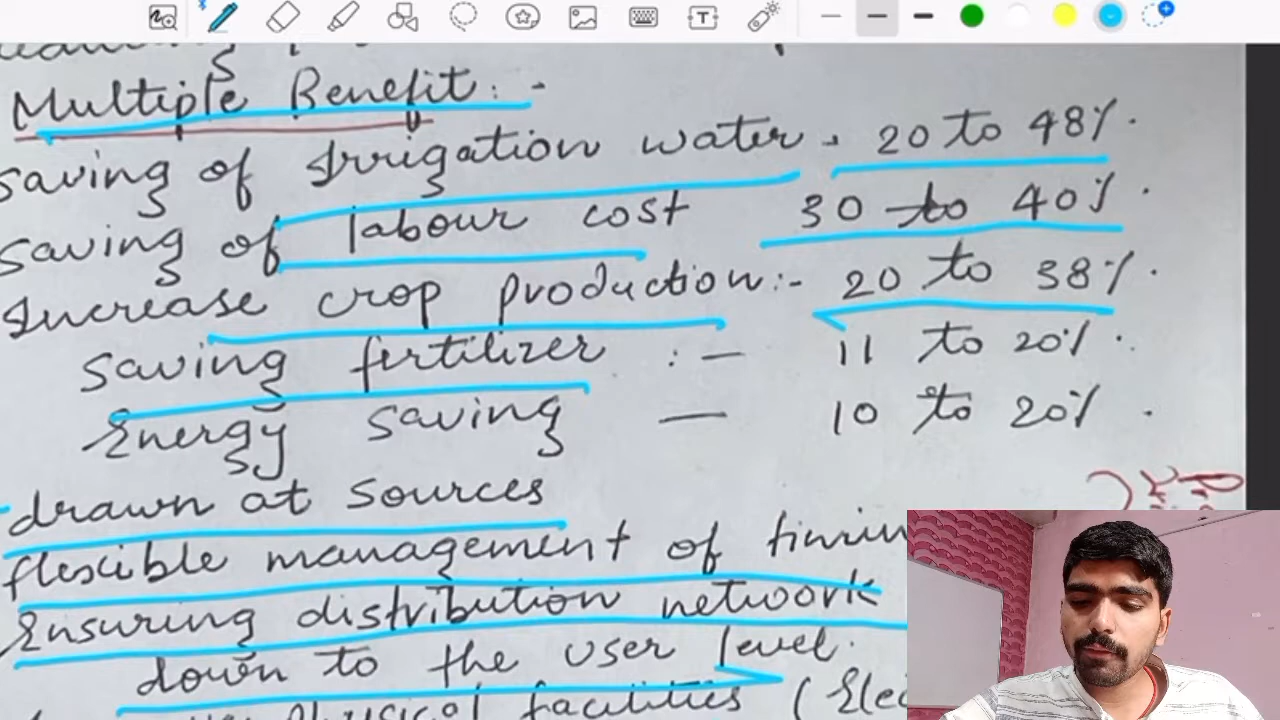 Multiple Benefit :-
Saving of Irrigation water - 20 to 48%.
Saving of labour cost 30 to 40%.
Increase crop production :- 20 to 38%.
Saving fertilizer :- 11 to 20%.
Energy saving — 10 to 20%.
drawn at sources
flexible management of
Ensuring distribution network
down to the user level.
physical facilities (